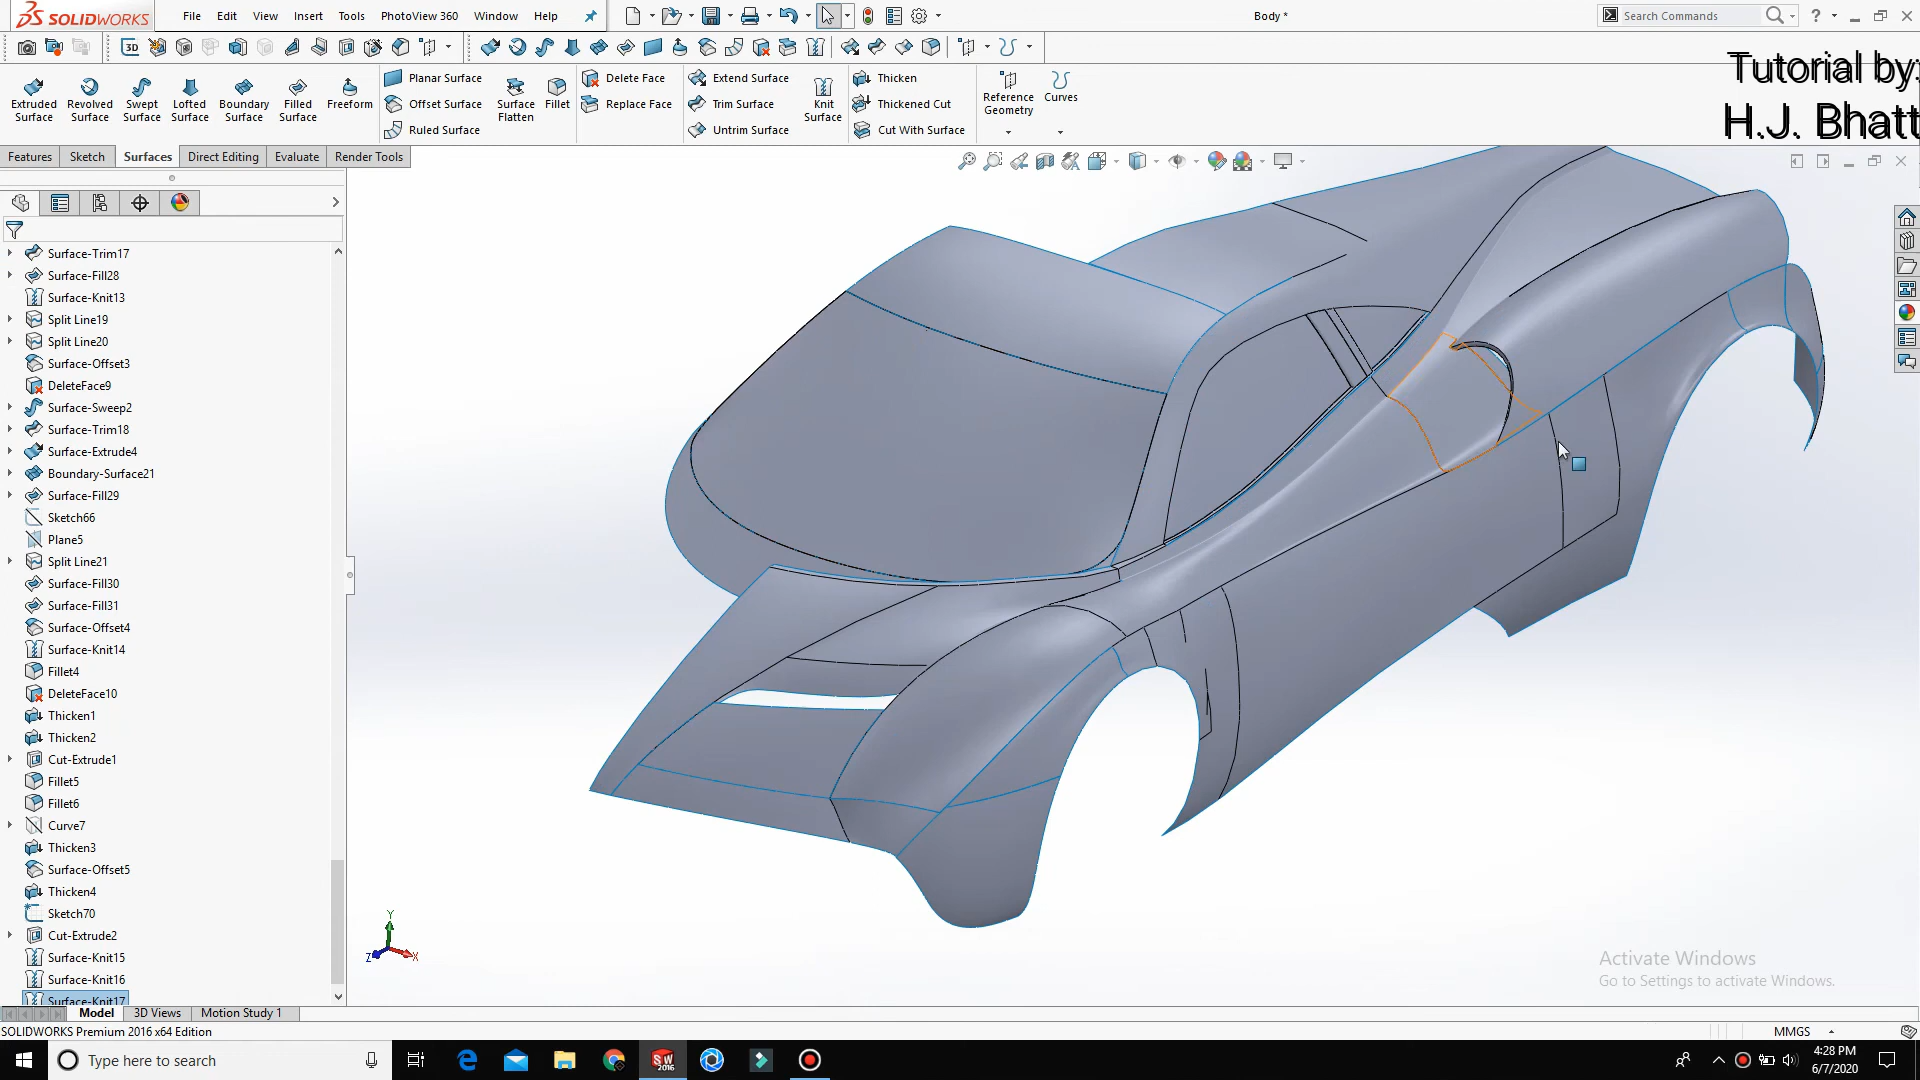 SOLIDWORKS
File Edit View Insert Tools PhotoView 360 Window Help
Body *
Search Commands
Tutorial by:
H.J. Bhatt
Extruded Surface
Revolved Surface
Swept Surface
Lofted Surface
Boundary Surface
Filled Surface
Freeform
Planar Surface
Offset Surface
Ruled Surface
Surface Flatten
Fillet
Delete Face
Replace Face
Extend Surface
Trim Surface
Untrim Surface
Knit Surface
Thicken
Thickened Cut
Cut With Surface
Reference Geometry
Curves
Features Sketch Surfaces Direct Editing Evaluate Render Tools
Surface-Trim17
Surface-Fill28
Surface-Knit13
Split Line19
Split Line20
Surface-Offset3
DeleteFace9
Surface-Sweep2
Surface-Trim18
Surface-Extrude4
Boundary-Surface21
Surface-Fill29
Sketch66
Plane5
Split Line21
Surface-Fill30
Surface-Fill31
Surface-Offset4
Surface-Knit14
Fillet4
DeleteFace10
Thicken1
Thicken2
Cut-Extrude1
Fillet5
Fillet6
Curve7
Thicken3
Surface-Offset5
Thicken4
Sketch70
Cut-Extrude2
Surface-Knit15
Surface-Knit16
Surface-Knit17
Y
Z
X
Activate Windows
Go to Settings to activate Windows.
Model 3D Views Motion Study 1
SOLIDWORKS Premium 2016 x64 Edition
MMGS
Type here to search
4:28 PM
6/7/2020